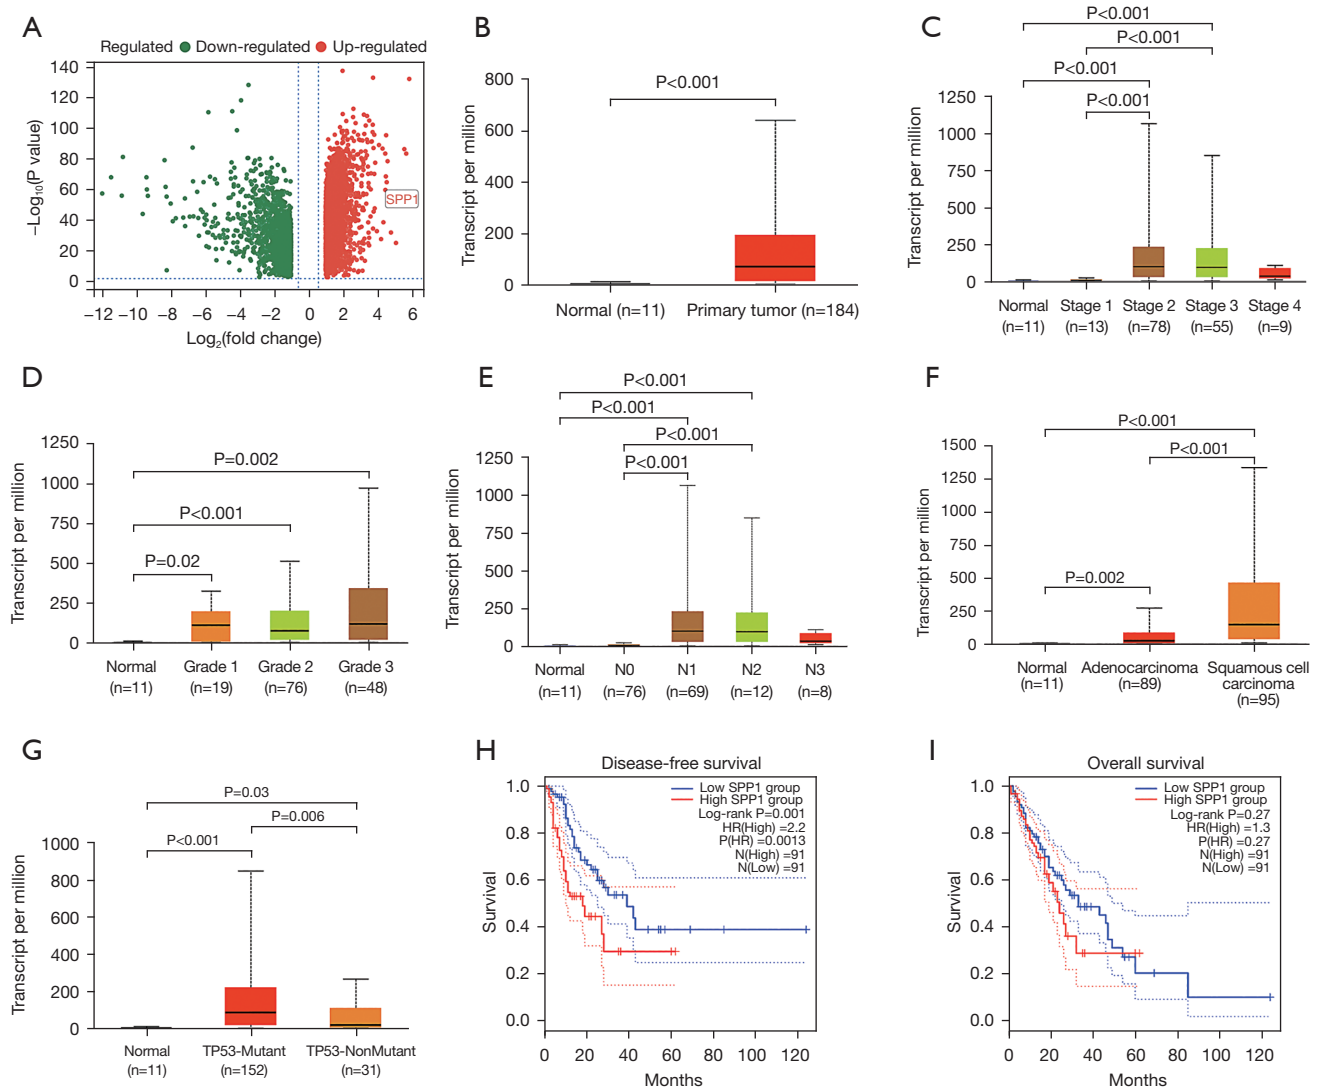 A
Regulated Down-regulated Up-regulated
−Log10(P value)
140
120
100
80
60
40
20
0
SPP1
−12 −10 −8 −6 −4 −2 0 2 4 6
Log2(fold change)
B
Transcript per million
800
600
400
200
0
P<0.001
Normal (n=11) Primary tumor (n=184)
C
Transcript per million
P<0.001
P<0.001
P<0.001
P<0.001
1250
1000
750
500
250
0
Normal Stage 1 Stage 2 Stage 3 Stage 4
(n=11) (n=13) (n=78) (n=55) (n=9)
D
Transcript per million
1250
1000
750
500
250
0
P=0.002
P<0.001
P=0.02
Normal Grade 1 Grade 2 Grade 3
(n=11) (n=19) (n=76) (n=48)
E
Transcript per million
P<0.001
P<0.001
P<0.001
P<0.001
1250
1000
750
500
250
0
Normal N0 N1 N2 N3
(n=11) (n=76) (n=69) (n=12) (n=8)
F
Transcript per million
P<0.001
P<0.001
P=0.002
1500
1250
1000
750
500
250
0
Normal Adenocarcinoma Squamous cell
(n=11) (n=89) carcinoma
(n=95)
G
Transcript per million
P=0.03
P=0.006
P<0.001
1000
800
600
400
200
0
Normal TP53-Mutant TP53-NonMutant
(n=11) (n=152) (n=31)
H
Disease-free survival
Survival
1.0
0.8
0.6
0.4
0.2
0.0
Low SPP1 group
High SPP1 group
Log-rank P=0.001
HR(High) =2.2
P(HR) =0.0013
N(High) =91
N(Low) =91
0 20 40 60 80 100 120
Months
I
Overall survival
Survival
1.0
0.8
0.6
0.4
0.2
0.0
Low SPP1 group
High SPP1 group
Log-rank P=0.27
HR(High) =1.3
P(HR) =0.27
N(High) =91
N(Low) =91
0 20 40 60 80 100 120
Months